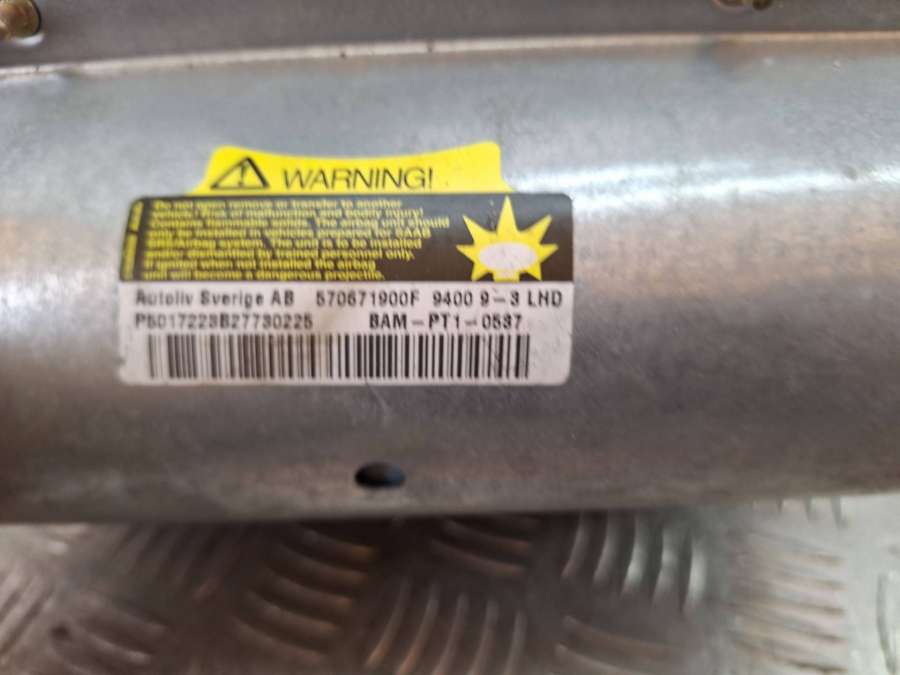 WARNING!
Do not open remove or transfer to another
vehicle! Risk of malfunction and bodily injury!
Contains flammable solids. The airbag unit should
only be installed in vehicles prepared for SAAB
airbag system. The unit is to be installed
and/or dismantled by trained personnel only.
If ignited when not installed the airbag
unit will become a dangerous projectile.
Autoliv Sverige AB 570671900F 9400 9-3 LHD
P5017223B27730225 BAM-PT1-0537